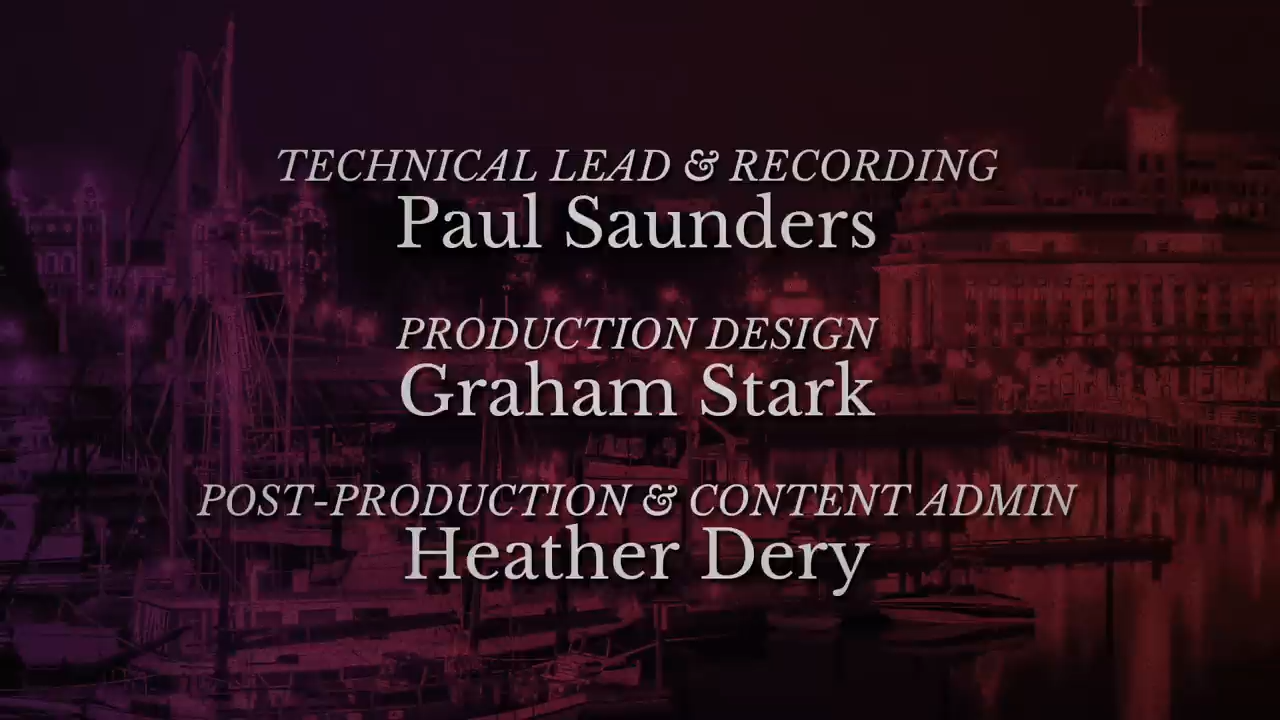 TECHNICAL LEAD & RECORDING
Paul Saunders
PRODUCTION DESIGN
Graham Stark
POST-PRODUCTION & CONTENT ADMIN
Heather Dery